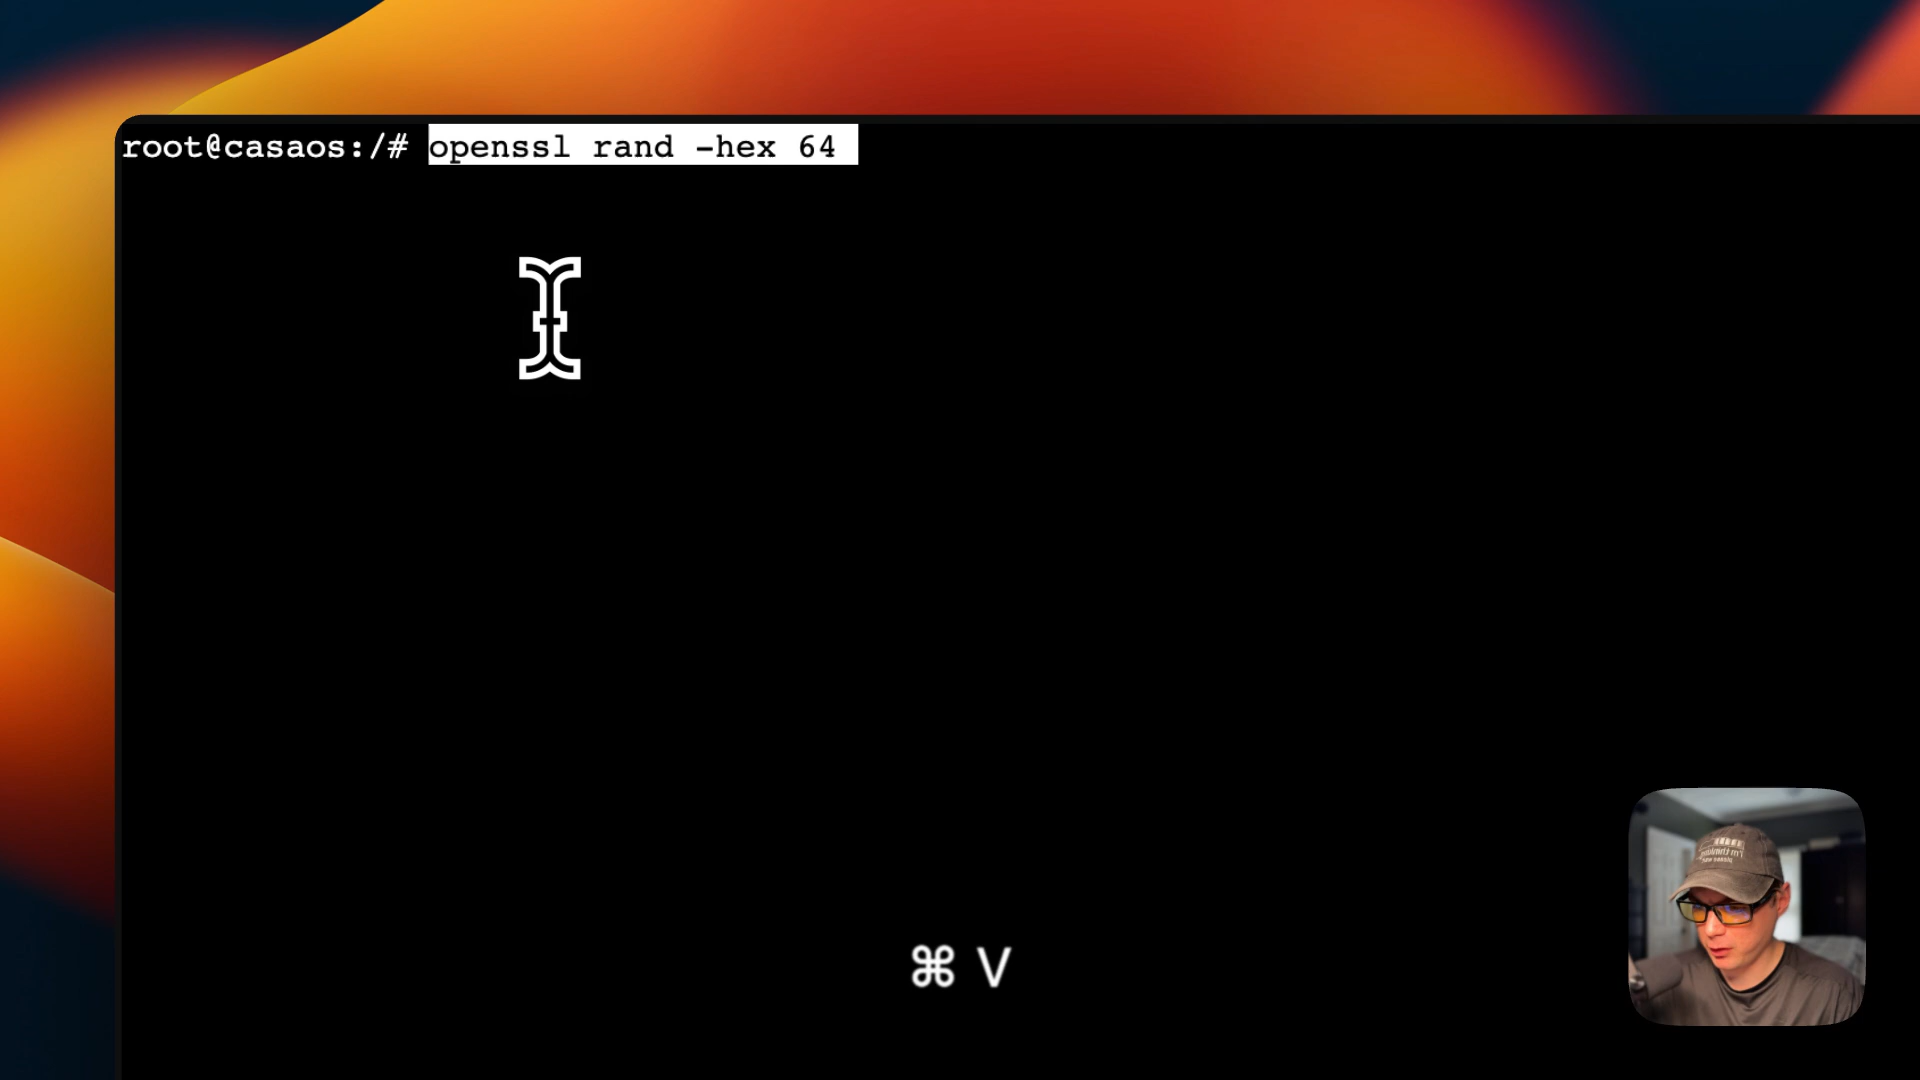 root@casaos:/# openssl rand -hex 64
⌘ V